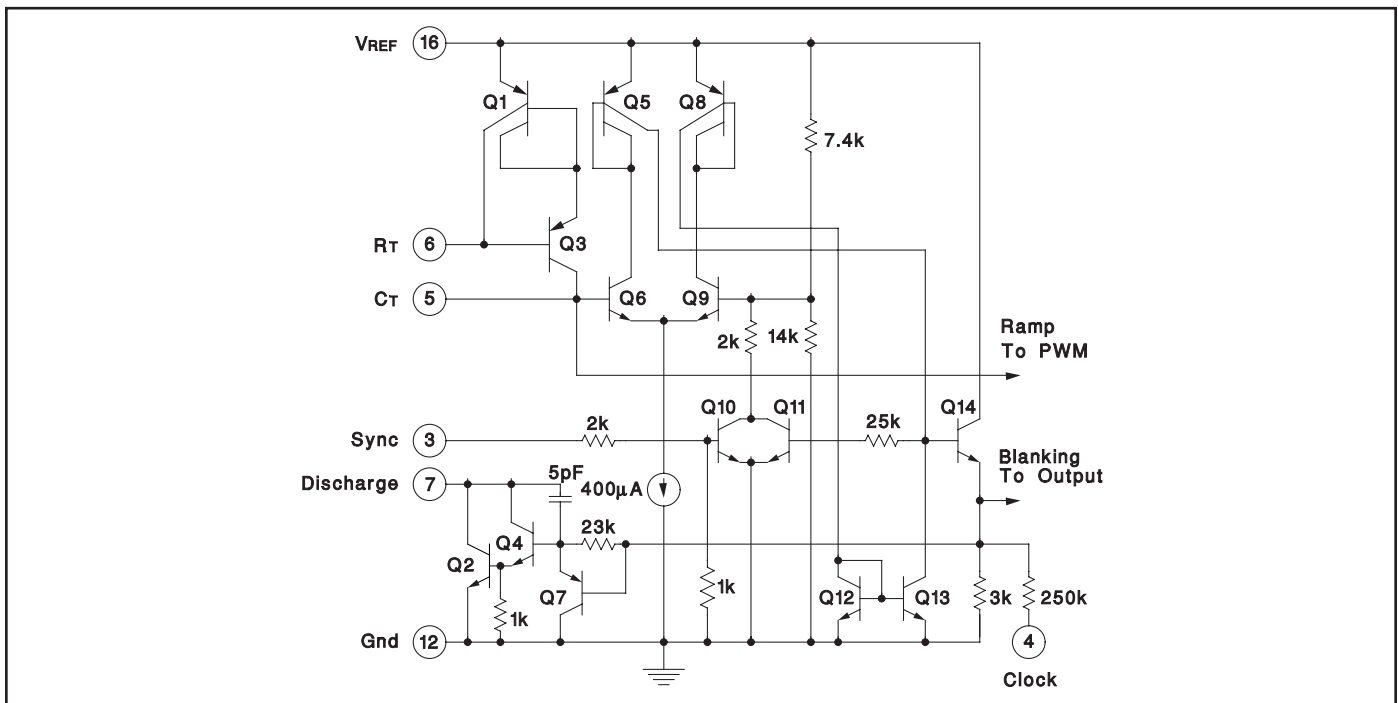 VREF 16
Q1
Q5
Q8
7.4k
RT 6
Q3
CT 5
Q6
Q9
2k
14k
Ramp
To PWM
Q10
Q11
Q14
Sync 3
2k
25k
Discharge 7
5pF
400µA
Blanking
To Output
Q4
23k
Q2
Q7
1k
1k
Q12
Q13
3k
250k
Gnd 12
4
Clock